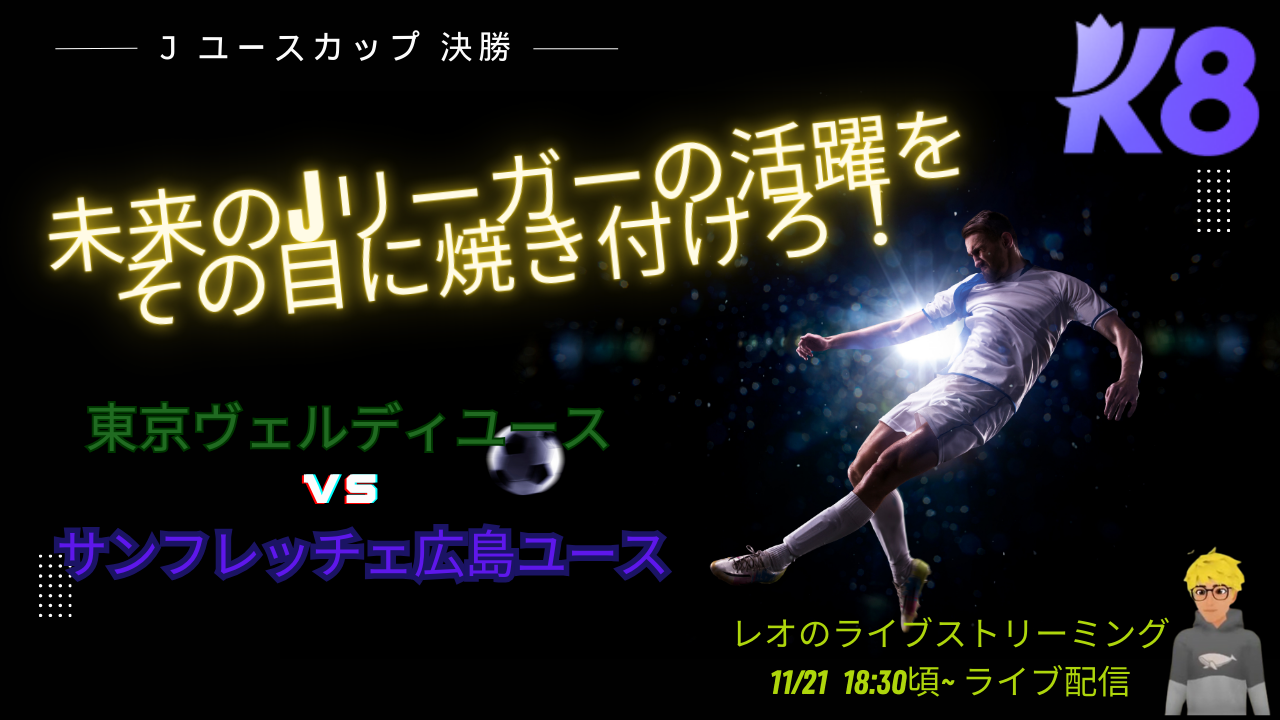 J ユースカップ 決勝
K8
未来のJリーガーの活躍を
その目に焼き付けろ！
東京ヴェルディユース
VS
サンフレッチェ広島ユース
レオのライブストリーミング
11/21 18:30頃~ ライブ配信